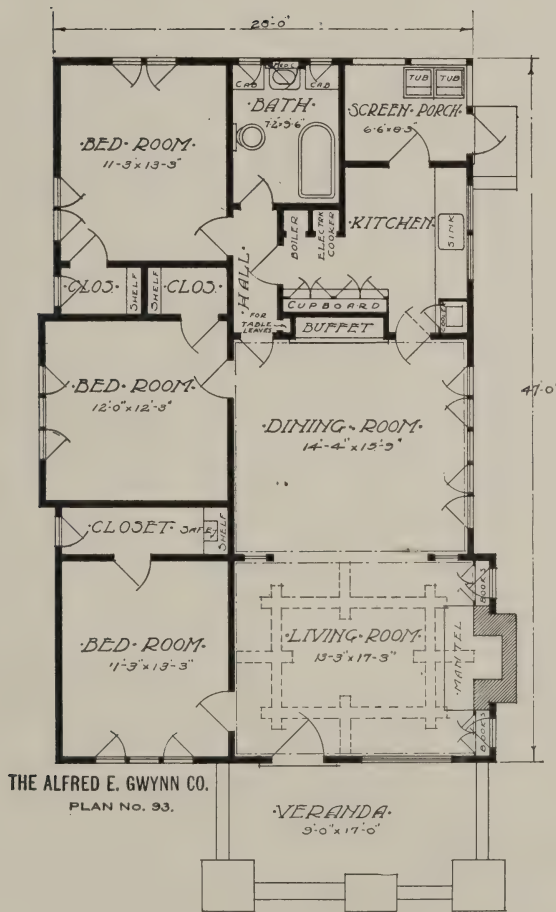 28'-0"
CAB
MED.C.
CAB
TUB
TUB
·BATH·
7'2"x9'-6"
·SCREEN·PORCH·
6'-6"x8'-3"
·BED·ROOM·
11'-3"x13'-3"
·KITCHEN·
BOILER
ELECTRIC
COOKER
SINK
·HALL·
·CLOS·
SHELF
SHELF
·CLOS·
CUPBOARD
COOLER
FOR
TABLE
LEAVES
BUFFET
·BED·ROOM·
12'-0"x12'-3"
·DINING·ROOM·
14'-4"x15'-9"
47'-0"
·CLOSET·
SAFE
SHELF
·BED·ROOM·
11'-3"x13'-3"
·LIVING·ROOM·
13'-3"x17'-3"
BOOKS
MANTEL
BOOKS
THE ALFRED E. GWYNN CO.
PLAN No. 93.
·VERANDA·
9'-0"x17'-0"